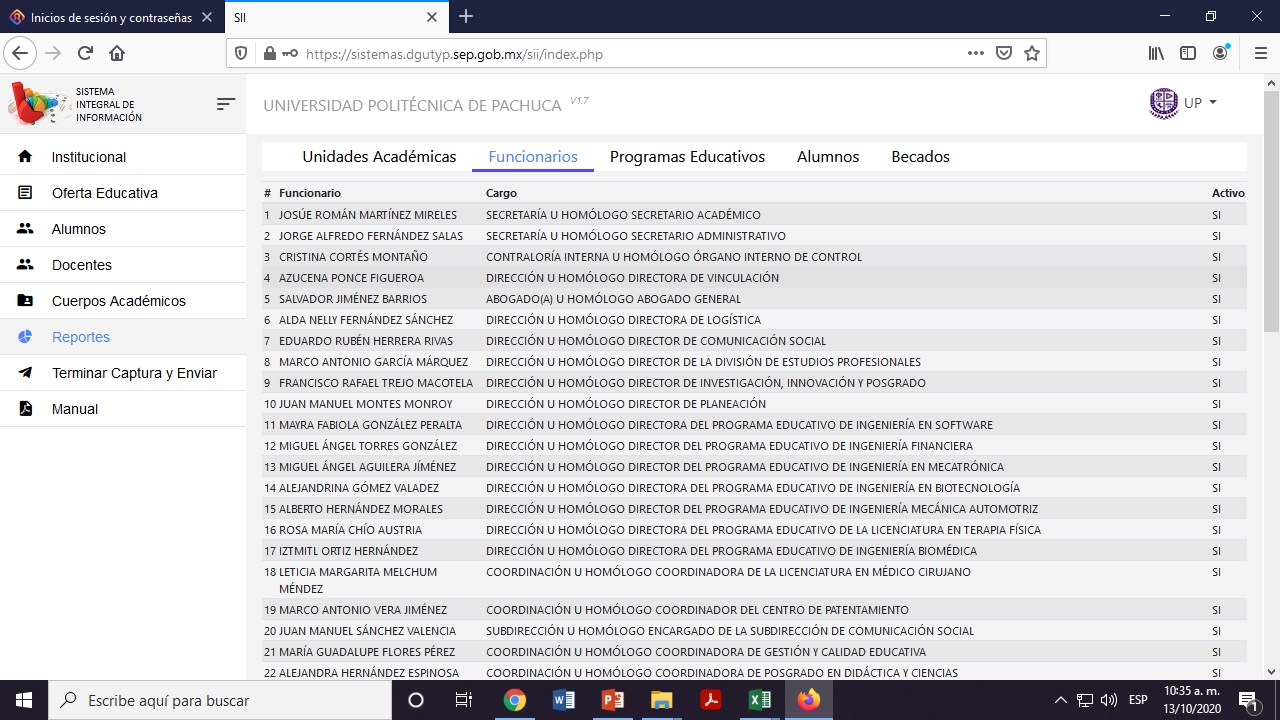 Inicios de sesión y contraseñas
SII
https://sistemas.dgutyp.sep.gob.mx/sii/index.php
SISTEMA
INTEGRAL DE
INFORMACIÓN
UNIVERSIDAD POLITÉCNICA DE PACHUCA V1.7
UP
Institucional
Oferta Educativa
Alumnos
Docentes
Cuerpos Académicos
Reportes
Terminar Captura y Enviar
Manual
Unidades Académicas Funcionarios Programas Educativos Alumnos Becados
# Funcionario Cargo Activo
1 JOSÚE ROMÁN MARTÍNEZ MIRELES SECRETARÍA U HOMÓLOGO SECRETARIO ACADÉMICO SI
2 JORGE ALFREDO FERNÁNDEZ SALAS SECRETARÍA U HOMÓLOGO SECRETARIO ADMINISTRATIVO SI
3 CRISTINA CORTÉS MONTAÑO CONTRALORÍA INTERNA U HOMÓLOGO ÓRGANO INTERNO DE CONTROL SI
4 AZUCENA PONCE FIGUEROA DIRECCIÓN U HOMÓLOGO DIRECTORA DE VINCULACIÓN SI
5 SALVADOR JIMÉNEZ BARRIOS ABOGADO(A) U HOMÓLOGO ABOGADO GENERAL SI
6 ALDA NELLY FERNÁNDEZ SÁNCHEZ DIRECCIÓN U HOMÓLOGO DIRECTORA DE LOGÍSTICA SI
7 EDUARDO RUBÉN HERRERA RIVAS DIRECCIÓN U HOMÓLOGO DIRECTOR DE COMUNICACIÓN SOCIAL SI
8 MARCO ANTONIO GARCÍA MÁRQUEZ DIRECCIÓN U HOMÓLOGO DIRECTOR DE LA DIVISIÓN DE ESTUDIOS PROFESIONALES SI
9 FRANCISCO RAFAEL TREJO MACOTELA DIRECCIÓN U HOMÓLOGO DIRECTOR DE INVESTIGACIÓN, INNOVACIÓN Y POSGRADO SI
10 JUAN MANUEL MONTES MONROY DIRECCIÓN U HOMÓLOGO DIRECTOR DE PLANEACIÓN SI
11 MAYRA FABIOLA GONZÁLEZ PERALTA DIRECCIÓN U HOMÓLOGO DIRECTORA DEL PROGRAMA EDUCATIVO DE INGENIERÍA EN SOFTWARE SI
12 MIGUEL ÁNGEL TORRES GONZÁLEZ DIRECCIÓN U HOMÓLOGO DIRECTOR DEL PROGRAMA EDUCATIVO DE INGENIERÍA FINANCIERA SI
13 MIGUEL ÁNGEL AGUILERA JÍMÉNEZ DIRECCIÓN U HOMÓLOGO DIRECTOR DEL PROGRAMA EDUCATIVO DE INGENIERÍA EN MECATRÓNICA SI
14 ALEJANDRINA GÓMEZ VALADEZ DIRECCIÓN U HOMÓLOGO DIRECTORA DEL PROGRAMA EDUCATIVO DE INGENIERÍA EN BIOTECNOLOGÍA SI
15 ALBERTO HERNÁNDEZ MORALES DIRECCIÓN U HOMÓLOGO DIRECTOR DEL PROGRAMA EDUCATIVO DE INGENIERÍA MECÁNICA AUTOMOTRIZ SI
16 ROSA MARÍA CHÍO AUSTRIA DIRECCIÓN U HOMÓLOGO DIRECTORA DEL PROGRAMA EDUCATIVO DE LA LICENCIATURA EN TERAPIA FÍSICA SI
17 IZTMITL ORTIZ HERNÁNDEZ DIRECCIÓN U HOMÓLOGO DIRECTORA DEL PROGRAMA EDUCATIVO DE INGENIERÍA BIOMÉDICA SI
18 LETICIA MARGARITA MELCHUM COORDINACIÓN U HOMÓLOGO COORDINADORA DE LA LICENCIATURA EN MÉDICO CIRUJANO SI
MÉNDEZ
19 MARCO ANTONIO VERA JIMÉNEZ COORDINACIÓN U HOMÓLOGO COORDINADOR DEL CENTRO DE PATENTAMIENTO SI
20 JUAN MANUEL SÁNCHEZ VALENCIA SUBDIRECCIÓN U HOMÓLOGO ENCARGADO DE LA SUBDIRECCIÓN DE COMUNICACIÓN SOCIAL SI
21 MARÍA GUADALUPE FLORES PÉREZ COORDINACIÓN U HOMÓLOGO COORDINADORA DE GESTIÓN Y CALIDAD EDUCATIVA SI
22 ALEJANDRA HERNÁNDEZ ESPINOSA COORDINACIÓN U HOMÓLOGO COORDINADORA DE POSGRADO EN DIDÁCTICA Y CIENCIAS SI
Escribe aquí para buscar
ESP
10:35 a. m.
13/10/2020
1